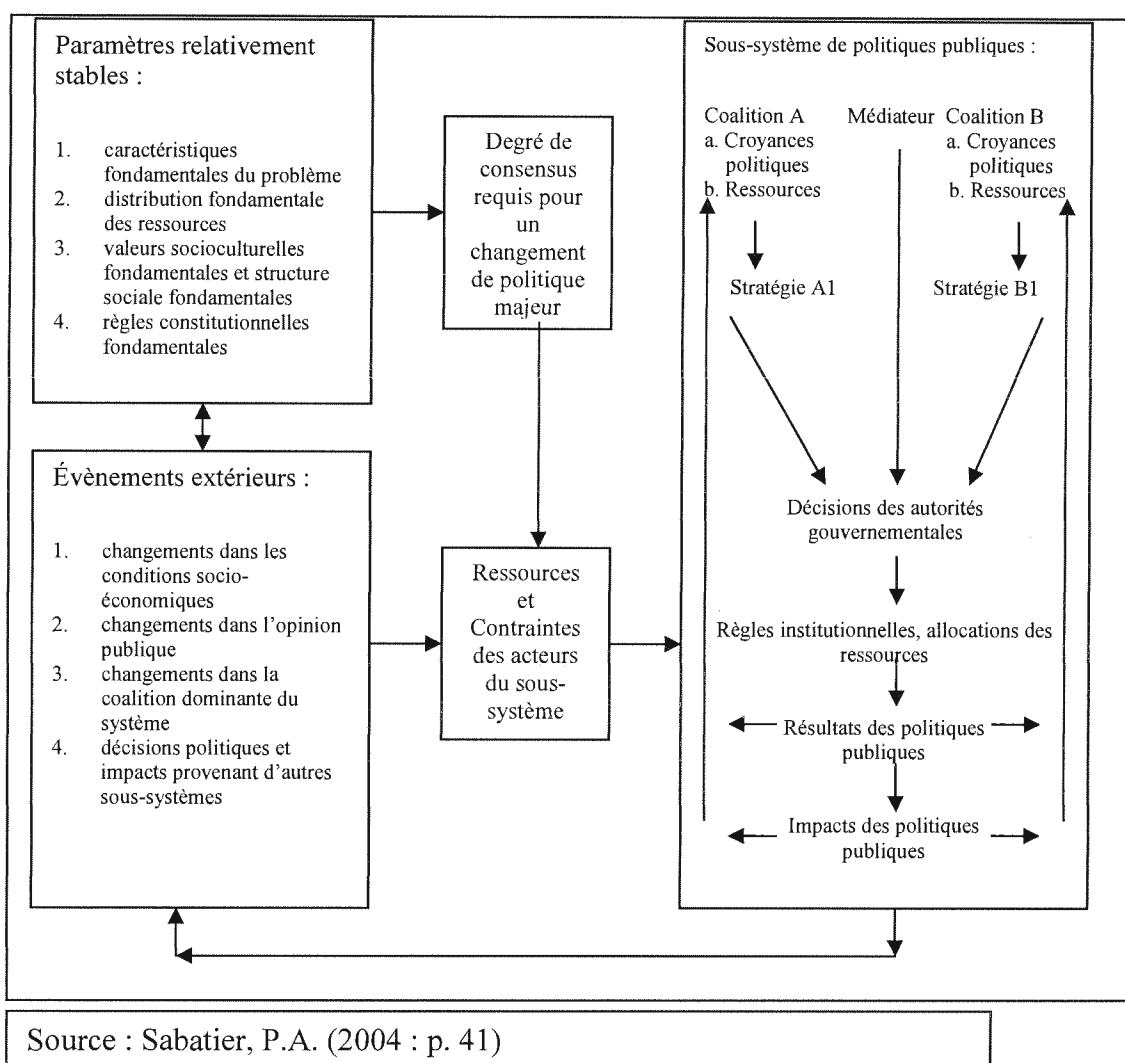 Paramètres relativement
stables :
1. caractéristiques
fondamentales du problème
2. distribution fondamentale
des ressources
3. valeurs socioculturelles
fondamentales et structure
sociale fondamentales
4. règles constitutionnelles
fondamentales
Degré de
consensus
requis pour
un
changement
de politique
majeur
Évènements extérieurs :
1. changements dans les
conditions socio-
économiques
2. changements dans l'opinion
publique
3. changements dans la
coalition dominante du
système
4. décisions politiques et
impacts provenant d'autres
sous-systèmes
Ressources
et
Contraintes
des acteurs
du sous-
système
Sous-système de politiques publiques :
Coalition A
a. Croyances
politiques
b. Ressources
Médiateur
Coalition B
a. Croyances
politiques
b. Ressources
Stratégie A1
Stratégie B1
Décisions des autorités
gouvernementales
Règles institutionnelles, allocations des
ressources
Résultats des politiques
publiques
Impacts des politiques
publiques
Source : Sabatier, P.A. (2004 : p. 41)